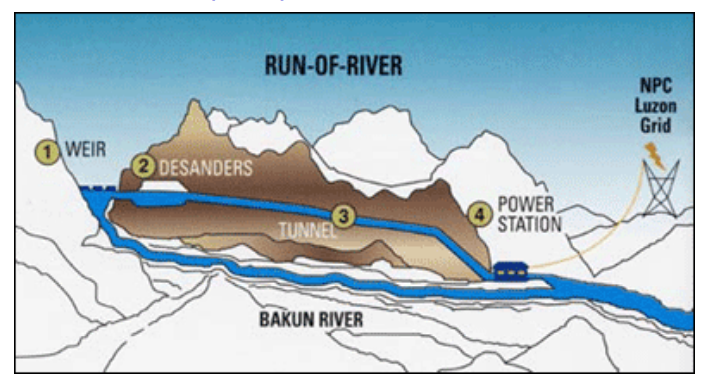 RUN-OF-RIVER
NPC
Luzon
Grid
1 WEIR
2 DESANDERS
3
TUNNEL
4 POWER
STATION
BAKUN RIVER